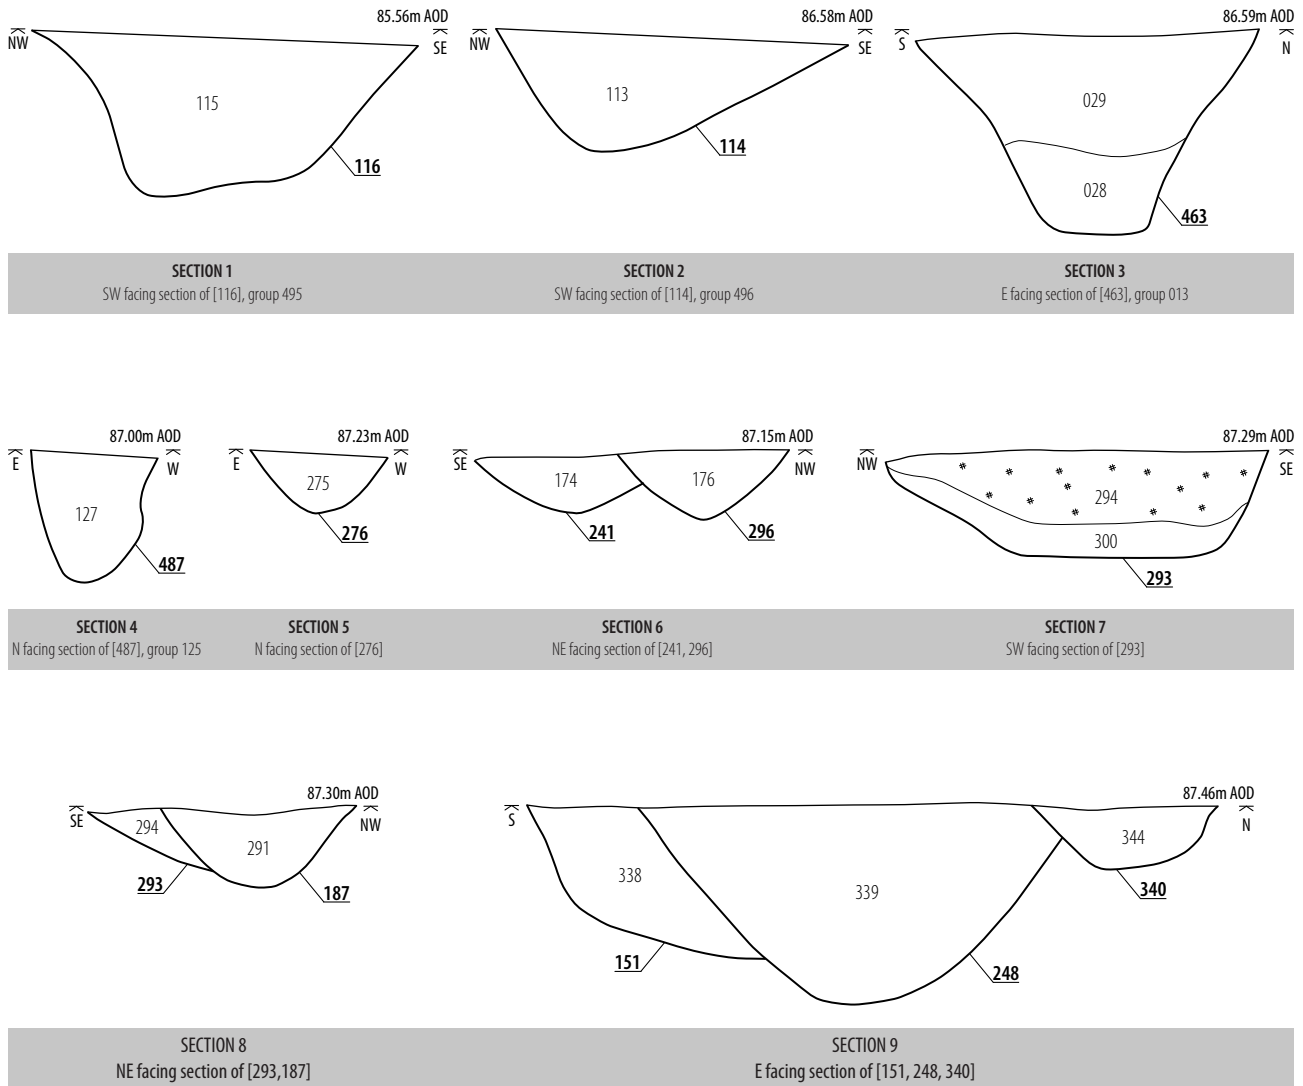 85.56m AOD
NW
SE
115
116
86.58m AOD
NW
SE
113
114
86.59m AOD
S
N
029
028
463
SECTION 1
SW facing section of [116], group 495
SECTION 2
SW facing section of [114], group 496
SECTION 3
E facing section of [463], group 013
87.00m AOD
E
W
127
487
87.23m AOD
E
W
275
276
87.15m AOD
SE
NW
174
176
241
296
87.29m AOD
NW
SE
294
300
293
SECTION 4
N facing section of [487], group 125
SECTION 5
N facing section of [276]
SECTION 6
NE facing section of [241, 296]
SECTION 7
SW facing section of [293]
87.30m AOD
SE
NW
294
291
293
187
87.46m AOD
S
N
338
339
344
340
151
248
SECTION 8
NE facing section of [293,187]
SECTION 9
E facing section of [151, 248, 340]